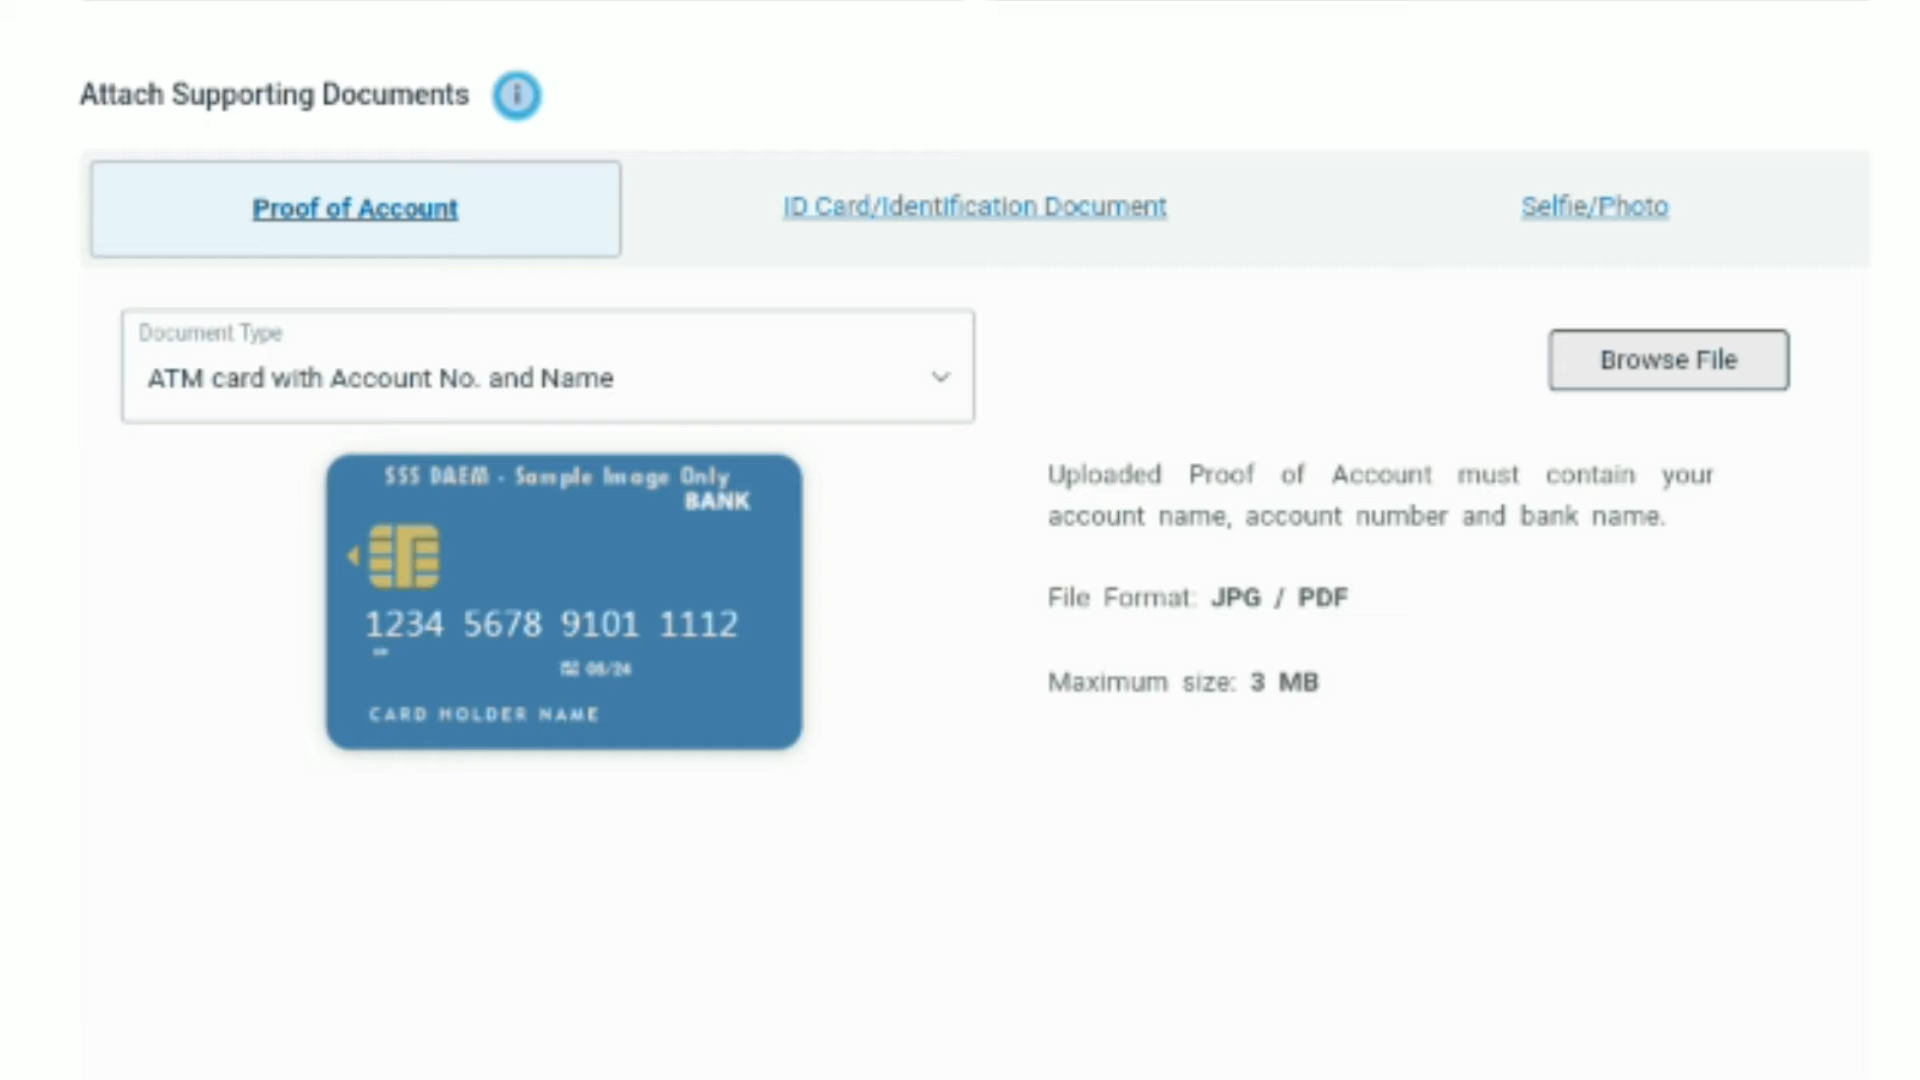 Attach Supporting Documents
Proof of Account
ID Card/Identification Document
Selfie/Photo
Document Type
ATM card with Account No. and Name
Browse File
SSS DAEM - Sample Image Only
BANK
1234 5678 9101 1112
08/24
CARD HOLDER NAME
Uploaded Proof of Account must contain your
account name, account number and bank name.
File Format: JPG / PDF
Maximum size: 3 MB